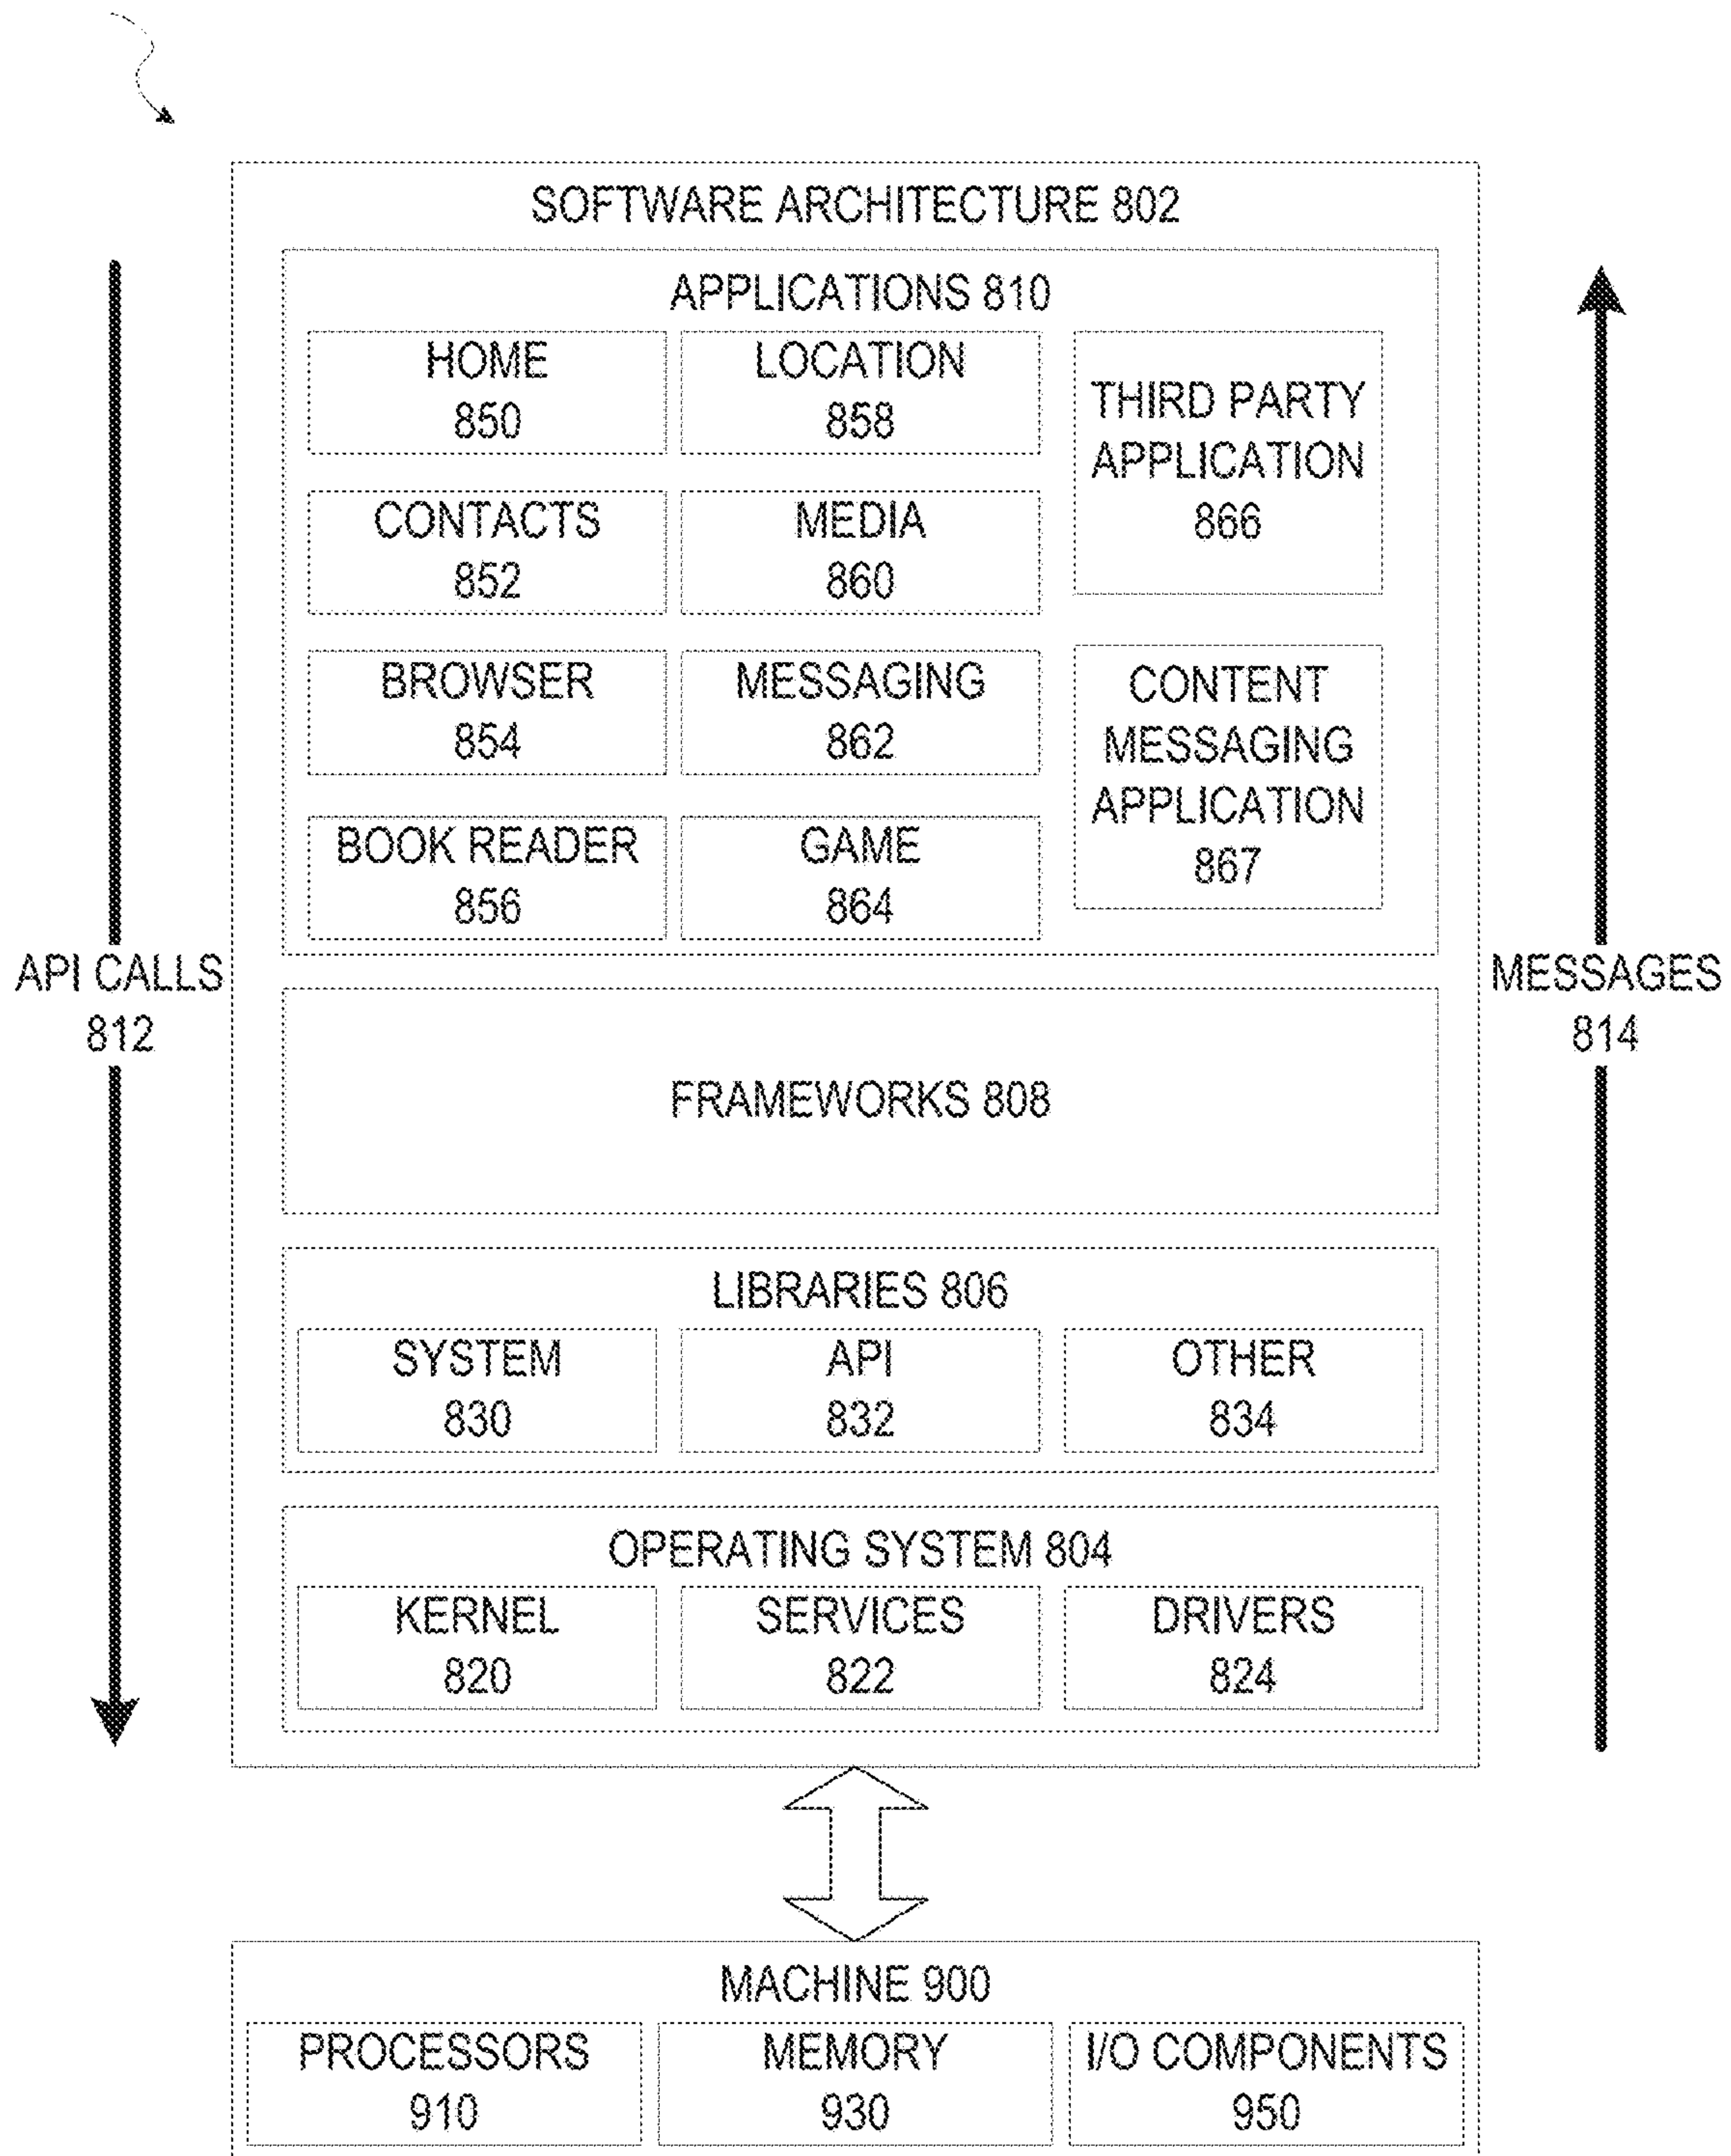 SOFTWARE ARCHITECTURE 802
APPLICATIONS 810
HOME
850
LOCATION
858
THIRD PARTY
APPLICATION
866
CONTACTS
852
MEDIA
860
BROWSER
854
MESSAGING
862
CONTENT
MESSAGING
APPLICATION
867
BOOK READER
856
GAME
864
API CALLS
812
MESSAGES
814
FRAMEWORKS 808
LIBRARIES 806
SYSTEM
830
API
832
OTHER
834
OPERATING SYSTEM 804
KERNEL
820
SERVICES
822
DRIVERS
824
MACHINE 900
PROCESSORS
910
MEMORY
930
I/O COMPONENTS
950